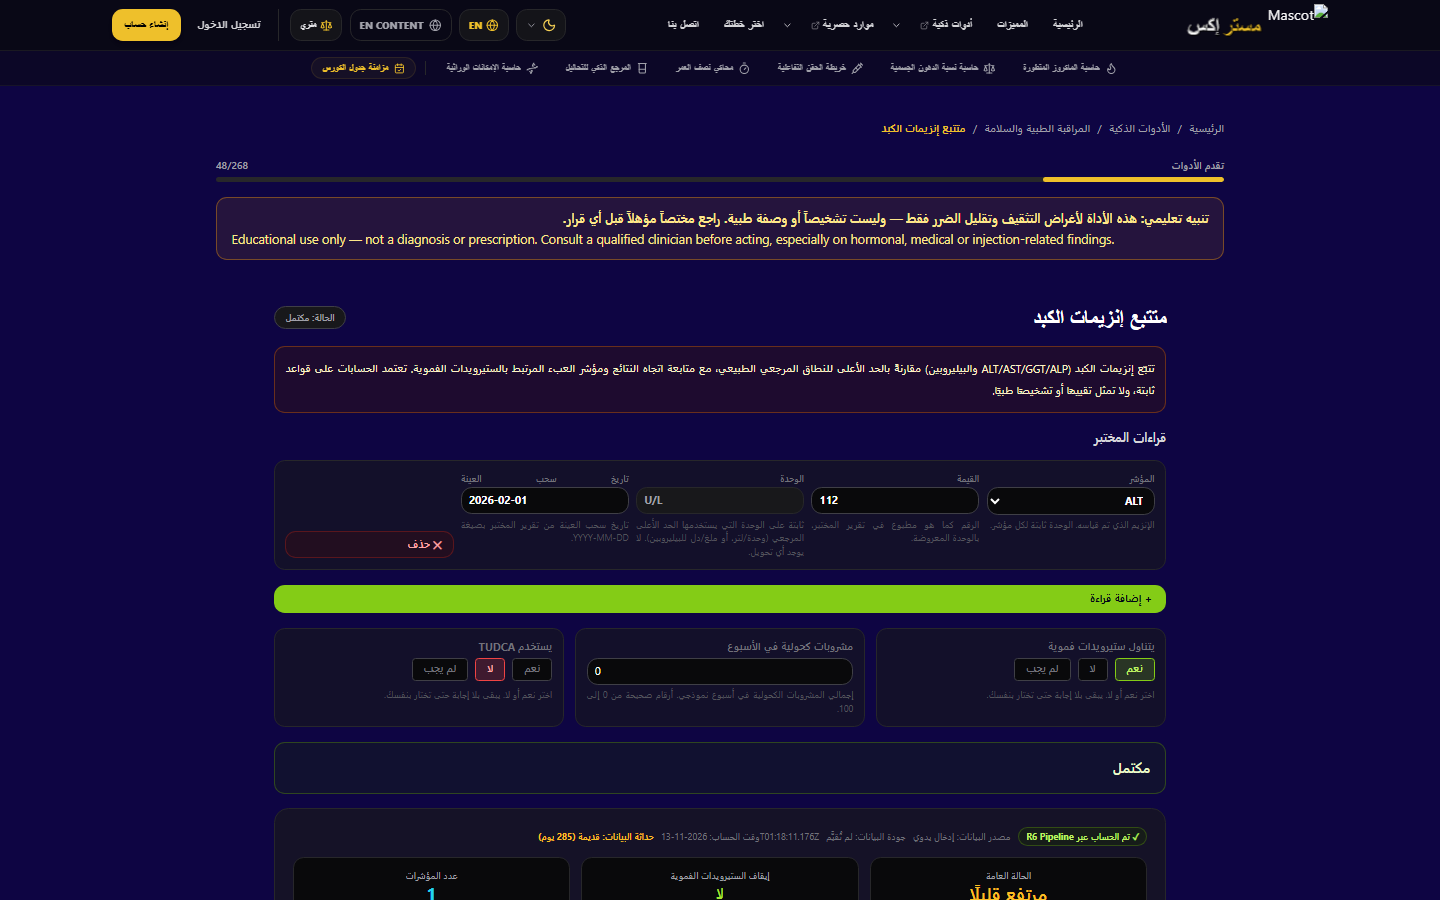 Mascot
مستر إكس
الرئيسية
المميزات
أدوات ذكية
موارد حصرية
اختر خطتك
اتصل بنا
EN
EN CONTENT
متري
تسجيل الدخول
إنشاء حساب
حاسبة الماكروز المتطورة
حاسبة نسبة الدهون الجسمية
خريطة الحقن التفاعلية
محاكي نصف العمر
المرجع الذكي للتحاليل
حاسبة الإمكانات الوراثية
مزامنة جدول الكورس
الرئيسية / الأدوات الذكية / المراقبة الطبية والسلامة / متتبع إنزيمات الكبد
تقدم الأدوات
48/268
تنبيه تعليمي: هذه الأداة لأغراض التثقيف وتقليل الضرر فقط — وليست تشخيصاً أو وصفة طبية. راجع مختصاً مؤهلاً قبل أي قرار.
Educational use only — not a diagnosis or prescription. Consult a qualified clinician before acting, especially on hormonal, medical or injection-related findings.
متتبع إنزيمات الكبد
الحالة: مكتمل
تتبّع إنزيمات الكبد (ALT/AST/GGT/ALP والبيليروبين) مقارنةً بالحد الأعلى للنطاق المرجعي الطبيعي، مع متابعة اتجاه النتائج ومؤشر العبء المرتبط بالستيرويدات الفموية. تعتمد الحسابات على قواعد
ثابتة، ولا تمثل تقييمًا أو تشخيصًا طبيًا.
قراءات المختبر
المؤشر
القيمة
الوحدة
تاريخ سحب العينة
ALT
112
U/L
2026-02-01
الإنزيم الذي تم قياسه. الوحدة ثابتة لكل مؤشر.
الرقم كما هو مطبوع في تقرير المختبر،
بالوحدة المعروضة.
ثابتة على الوحدة التي يستخدمها الحد الأعلى
المرجعي (وحدة/لتر، أو ملغ/دل للبيليروبين). لا
يوجد أي تحويل.
تاريخ سحب العينة من تقرير المختبر بصيغة
YYYY-MM-DD.
حذف
+ إضافة قراءة
يتناول ستيرويدات فموية
نعم
لا
لم يجب
اختر نعم أو لا. يبقى بلا إجابة حتى تختار بنفسك.
مشروبات كحولية في الأسبوع
0
إجمالي المشروبات الكحولية في أسبوع نموذجي. أرقام صحيحة من 0 إلى
100.
يستخدم TUDCA
نعم
لا
لم يجب
اختر نعم أو لا. يبقى بلا إجابة حتى تختار بنفسك.
مكتمل
✓ تم الحساب عبر R6 Pipeline
مصدر البيانات: إدخال يدوي
جودة البيانات: لم تُقيَّم
وقت الحساب: 2026-11-13T01:18:11.176Z
حداثة البيانات: قديمة (285 يوم)
الحالة العامة
مرتفع قليلًا
إيقاف الستيرويدات الفموية
لا
عدد المؤشرات
1